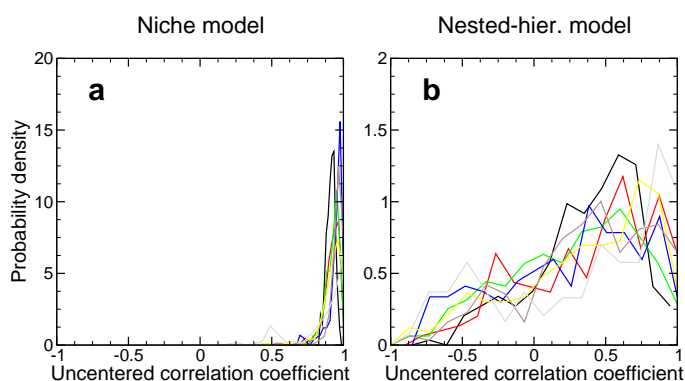 Niche model
Nested-hier. model
Probability density
20
15
10
5
0
a
-1
-0.5
0
0.5
1
Uncentered correlation coefficient
2
1.5
1
0.5
0
b
-1
-0.5
0
0.5
1
Uncentered correlation coefficient